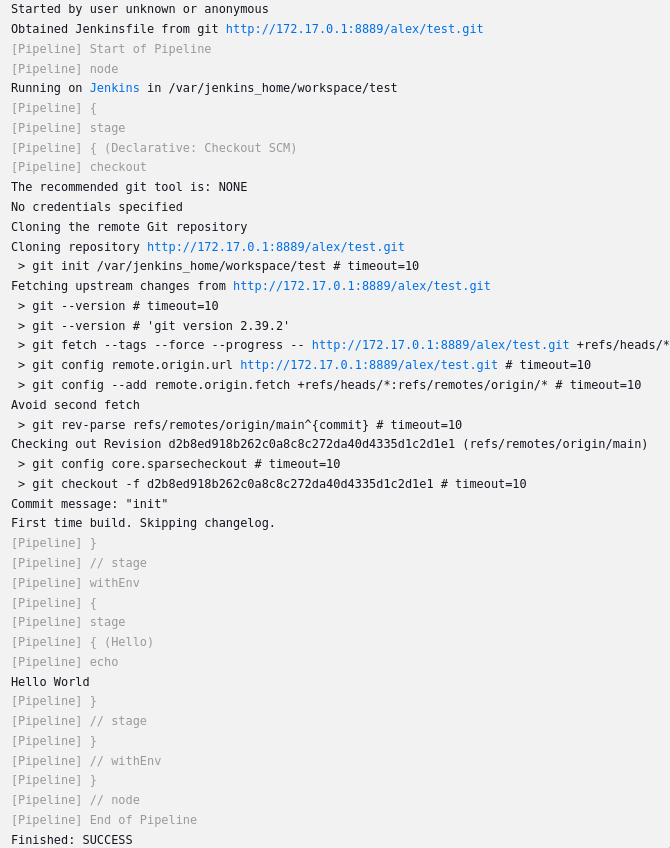 Started by user unknown or anonymous
Obtained Jenkinsfile from git http://172.17.0.1:8889/alex/test.git
[Pipeline] Start of Pipeline
[Pipeline] node
Running on Jenkins in /var/jenkins_home/workspace/test
[Pipeline] {
[Pipeline] stage
[Pipeline] { (Declarative: Checkout SCM)
[Pipeline] checkout
The recommended git tool is: NONE
No credentials specified
Cloning the remote Git repository
Cloning repository http://172.17.0.1:8889/alex/test.git
 > git init /var/jenkins_home/workspace/test # timeout=10
Fetching upstream changes from http://172.17.0.1:8889/alex/test.git
 > git --version # timeout=10
 > git --version # 'git version 2.39.2'
 > git fetch --tags --force --progress -- http://172.17.0.1:8889/alex/test.git +refs/heads/*
 > git config remote.origin.url http://172.17.0.1:8889/alex/test.git # timeout=10
 > git config --add remote.origin.fetch +refs/heads/*:refs/remotes/origin/* # timeout=10
Avoid second fetch
 > git rev-parse refs/remotes/origin/main^{commit} # timeout=10
Checking out Revision d2b8ed918b262c0a8c8c272da40d4335d1c2d1e1 (refs/remotes/origin/main)
 > git config core.sparsecheckout # timeout=10
 > git checkout -f d2b8ed918b262c0a8c8c272da40d4335d1c2d1e1 # timeout=10
Commit message: "init"
First time build. Skipping changelog.
[Pipeline] }
[Pipeline] // stage
[Pipeline] withEnv
[Pipeline] {
[Pipeline] stage
[Pipeline] { (Hello)
[Pipeline] echo
Hello World
[Pipeline] }
[Pipeline] // stage
[Pipeline] }
[Pipeline] // withEnv
[Pipeline] }
[Pipeline] // node
[Pipeline] End of Pipeline
Finished: SUCCESS